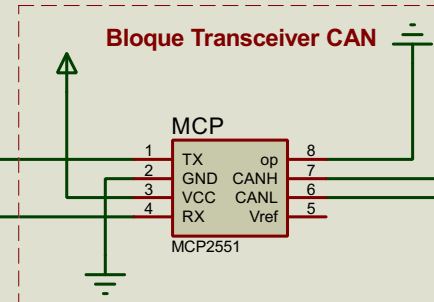 Bloque Transceiver CAN
MCP
1 TX op 8
2 GND CANH 7
3 VCC CANL 6
4 RX Vref 5
MCP2551